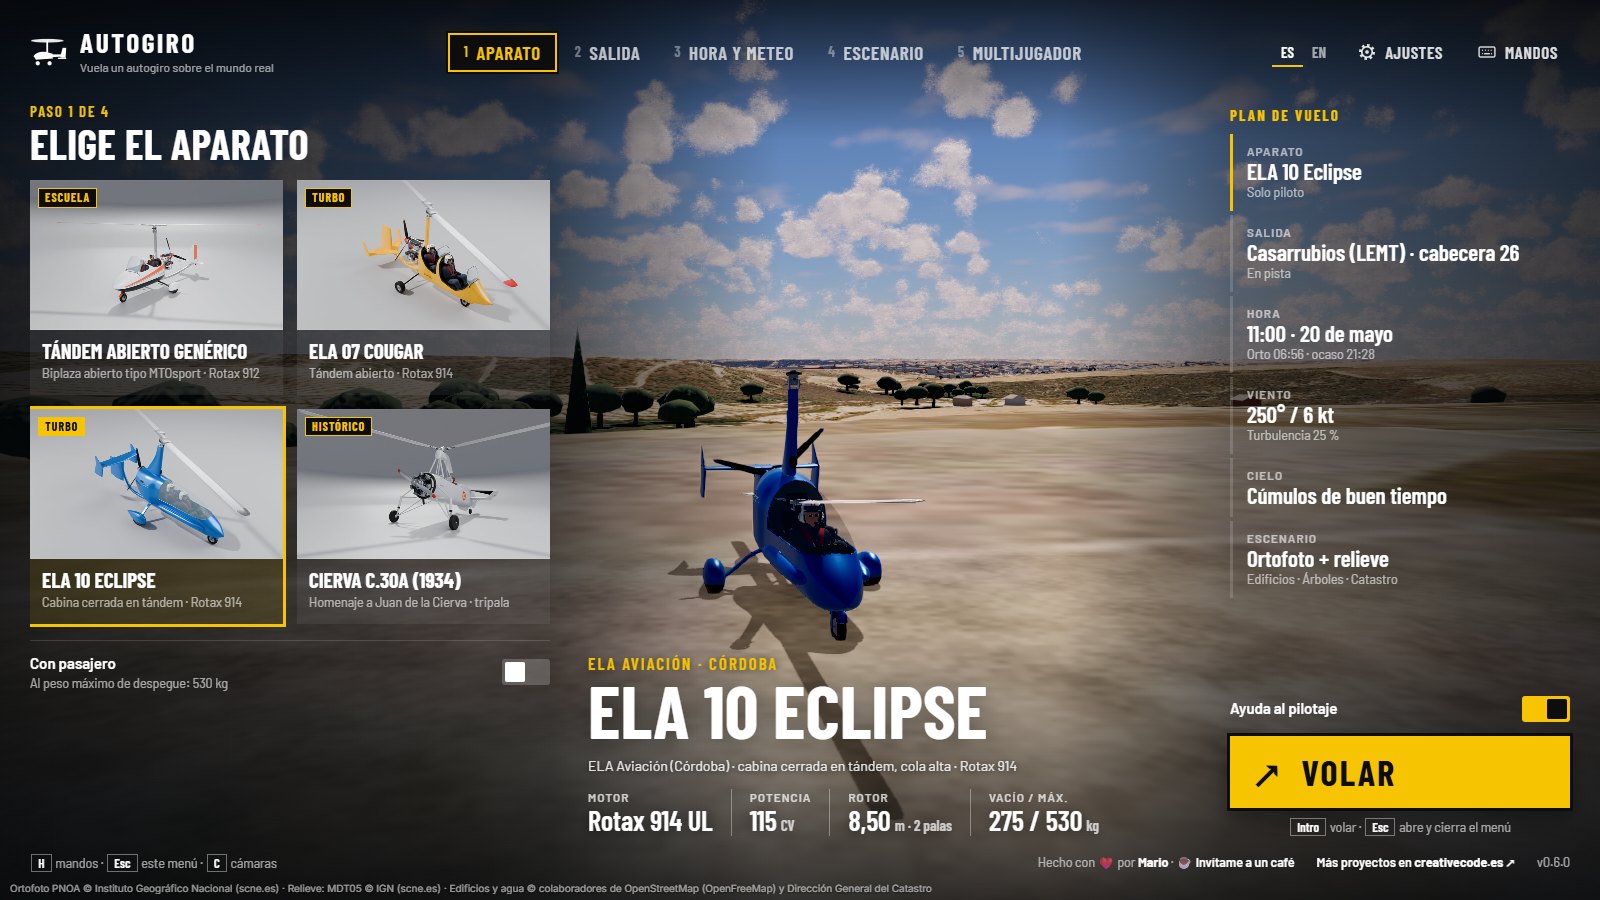 AUTOGIRO
Vuela un autogiro sobre el mundo real
1 APARATO
2 SALIDA
3 HORA Y METEO
4 ESCENARIO
5 MULTIJUGADOR
ES EN
AJUSTES
MANDOS
PASO 1 DE 4
ELIGE EL APARATO
ESCUELA
TÁNDEM ABIERTO GENÉRICO
Biplaza abierto tipo MTOsport · Rotax 912
TURBO
ELA 07 COUGAR
Tándem abierto · Rotax 914
TURBO
ELA 10 ECLIPSE
Cabina cerrada en tándem · Rotax 914
HISTÓRICO
CIERVA C.30A (1934)
Homenaje a Juan de la Cierva · tripala
Con pasajero
Al peso máximo de despegue: 530 kg
ELA AVIACIÓN · CÓRDOBA
ELA 10 ECLIPSE
ELA Aviación (Córdoba) · cabina cerrada en tándem, cola alta · Rotax 914
MOTOR
Rotax 914 UL
POTENCIA
115 CV
ROTOR
8,50 m · 2 palas
VACÍO / MÁX.
275 / 530 kg
PLAN DE VUELO
APARATO
ELA 10 Eclipse
Solo piloto
SALIDA
Casarrubios (LEMT) · cabecera 26
En pista
HORA
11:00 · 20 de mayo
Orto 06:56 · ocaso 21:28
VIENTO
250° / 6 kt
Turbulencia 25 %
CIELO
Cúmulos de buen tiempo
ESCENARIO
Ortofoto + relieve
Edificios · Árboles · Catastro
Ayuda al pilotaje
↗ VOLAR
Intro volar · Esc abre y cierra el menú
H mandos · Esc este menú · C cámaras
Hecho con ❤ por Mario · ☕ Invítame a un café
Más proyectos en creativecode.es ↗
v0.6.0
Ortofoto PNOA © Instituto Geográfico Nacional (scne.es) · Relieve: MDT05 © IGN (scne.es) · Edificios y agua © colaboradores de OpenStreetMap (OpenFreeMap) y Dirección General del Catastro